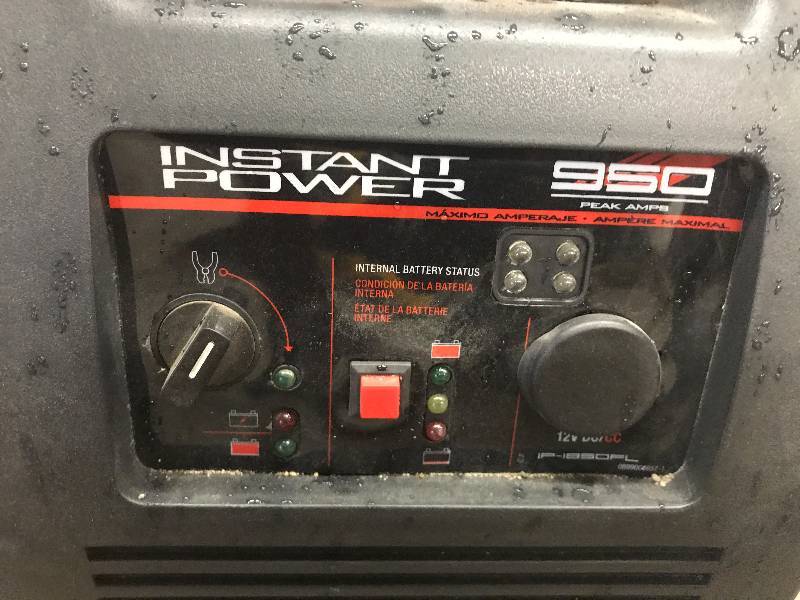 INSTANT
POWER
950
PEAK AMPS
MÁXIMO AMPERAJE • AMPÈRE MAXIMAL
INTERNAL BATTERY STATUS
CONDICIÓN DE LA BATERÍA
INTERNA
ÉTAT DE LA BATTERIE
INTERNE
12V DC/CC
IP-1850FL